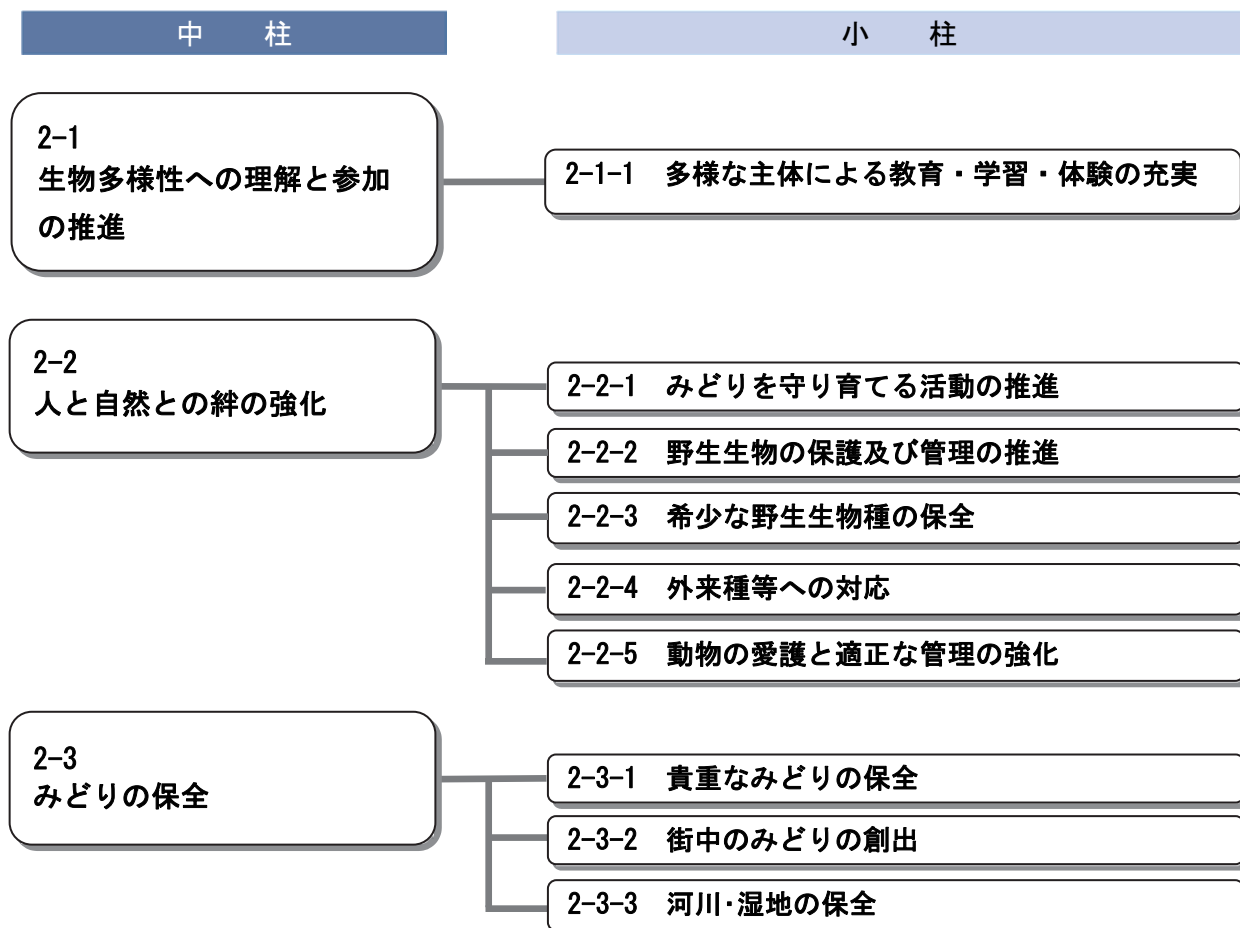 中　柱
小　柱
2-1
生物多様性への理解と参加
の推進
2-1-1　多様な主体による教育・学習・体験の充実
2-2
人と自然との絆の強化
2-2-1　みどりを守り育てる活動の推進
2-2-2　野生生物の保護及び管理の推進
2-2-3　希少な野生生物種の保全
2-2-4　外来種等への対応
2-2-5　動物の愛護と適正な管理の強化
2-3
みどりの保全
2-3-1　貴重なみどりの保全
2-3-2　街中のみどりの創出
2-3-3　河川･湿地の保全